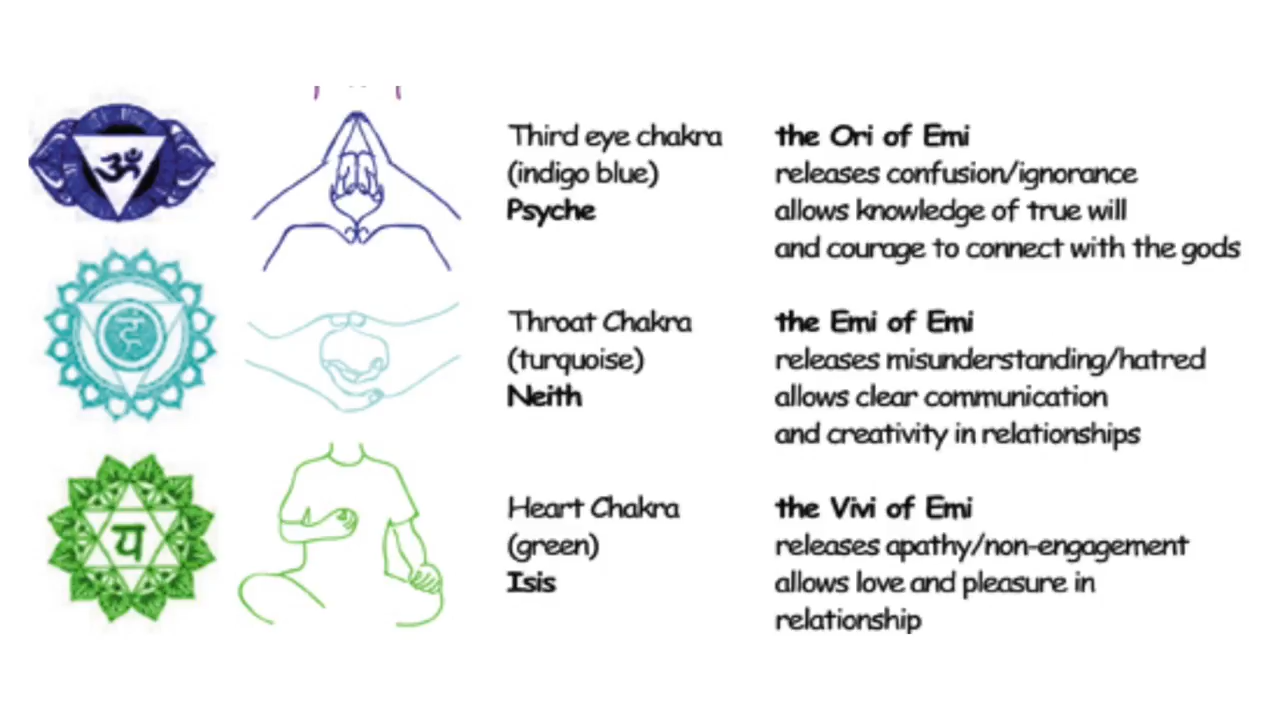 ॐ
Third eye chakra
(indigo blue)
Psyche
the Ori of Emi
releases confusion/ignorance
allows knowledge of true will
and courage to connect with the gods
Throat Chakra
(turquoise)
Neith
the Emi of Emi
releases misunderstanding/hatred
allows clear communication
and creativity in relationships
य
Heart Chakra
(green)
Isis
the Vivi of Emi
releases apathy/non-engagement
allows love and pleasure in
relationship